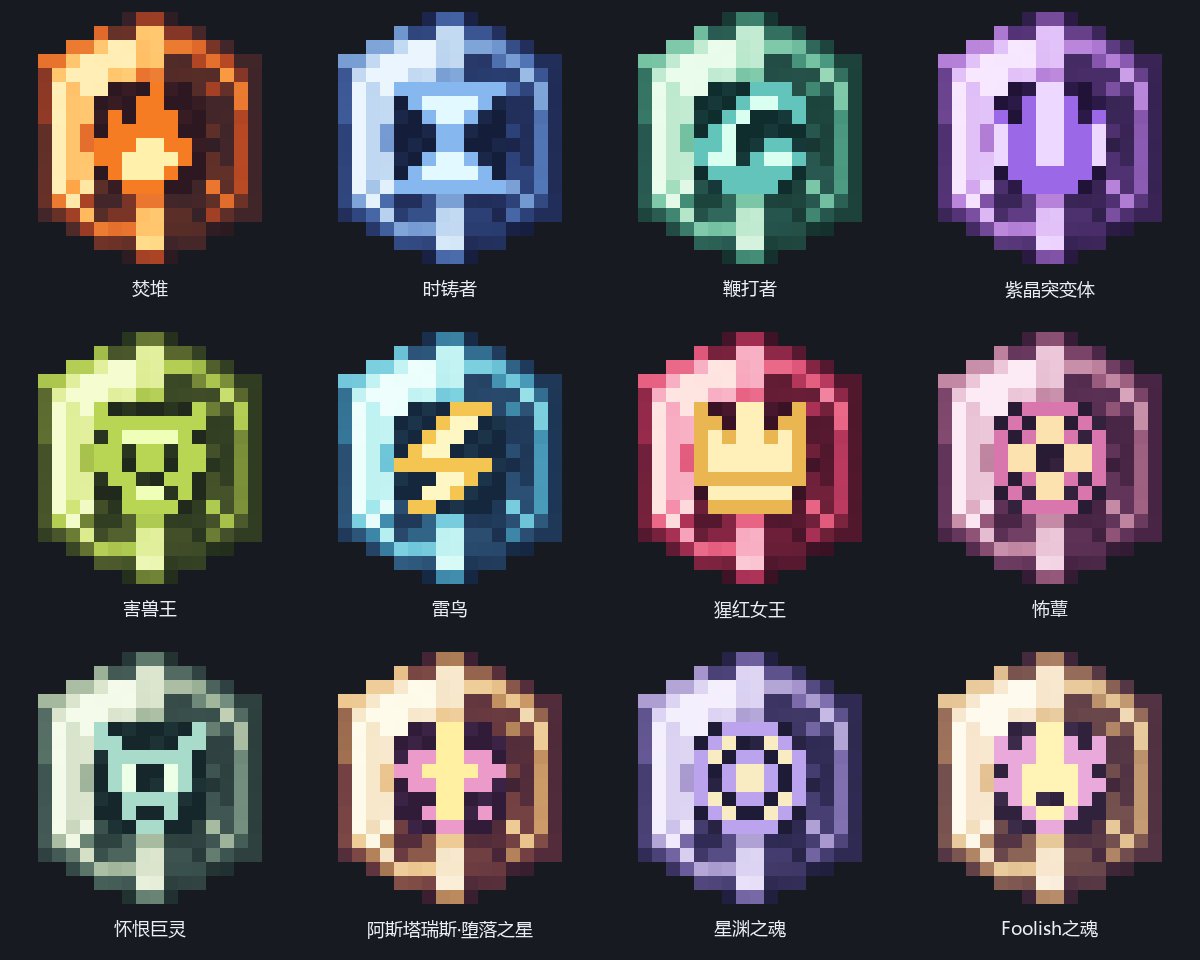 焚堆
时铸者
鞭打者
紫晶突变体
害兽王
雷鸟
猩红女王
怖蕈
怀恨巨灵
阿斯塔瑞斯·堕落之星
星渊之魂
Foolish之魂